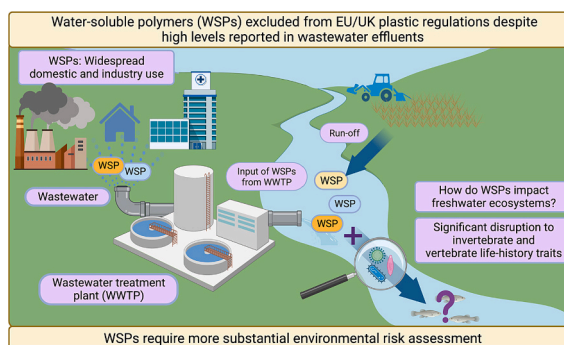 Water-soluble polymers (WSPs) excluded from EU/UK plastic regulations despite
high levels reported in wastewater effluents
WSPs: Widespread
domestic and industry use
WSP
WSP
Wastewater
Wastewater treatment
plant (WWTP)
Input of WSPs
from WWTP
Run-off
WSP
WSP
WSP
+
How do WSPs impact
freshwater ecosystems?
Significant disruption to
invertebrate and
vertebrate life-history traits
?
WSPs require more substantial environmental risk assessment